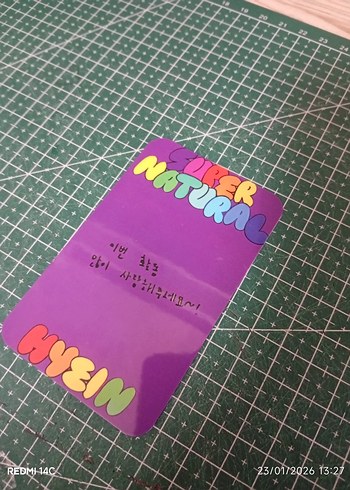 SUPER
NATURAL
이번 활동
많이 사랑해주세요~!
HYEIN
REDMI 14C
23/01/2026 13:27